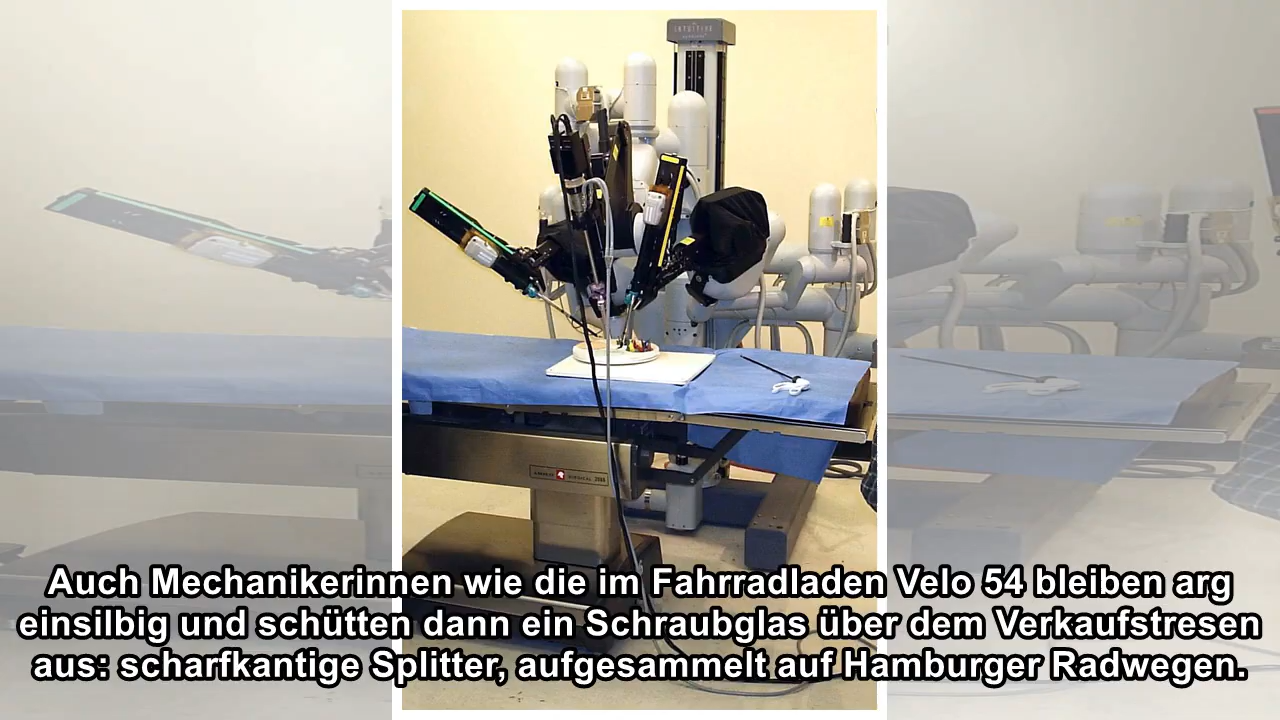 INTUITIVE
Auch Mechanikerinnen wie die im Fahrradladen Velo 54 bleiben arg
einsilbig und schütten dann ein Schraubglas über dem Verkaufstresen
aus: scharfkantige Splitter, aufgesammelt auf Hamburger Radwegen.